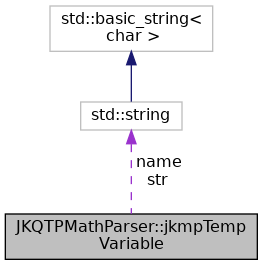 std::basic_string<
char >
std::string
name
str
JKQTPMathParser::jkmpTemp
Variable